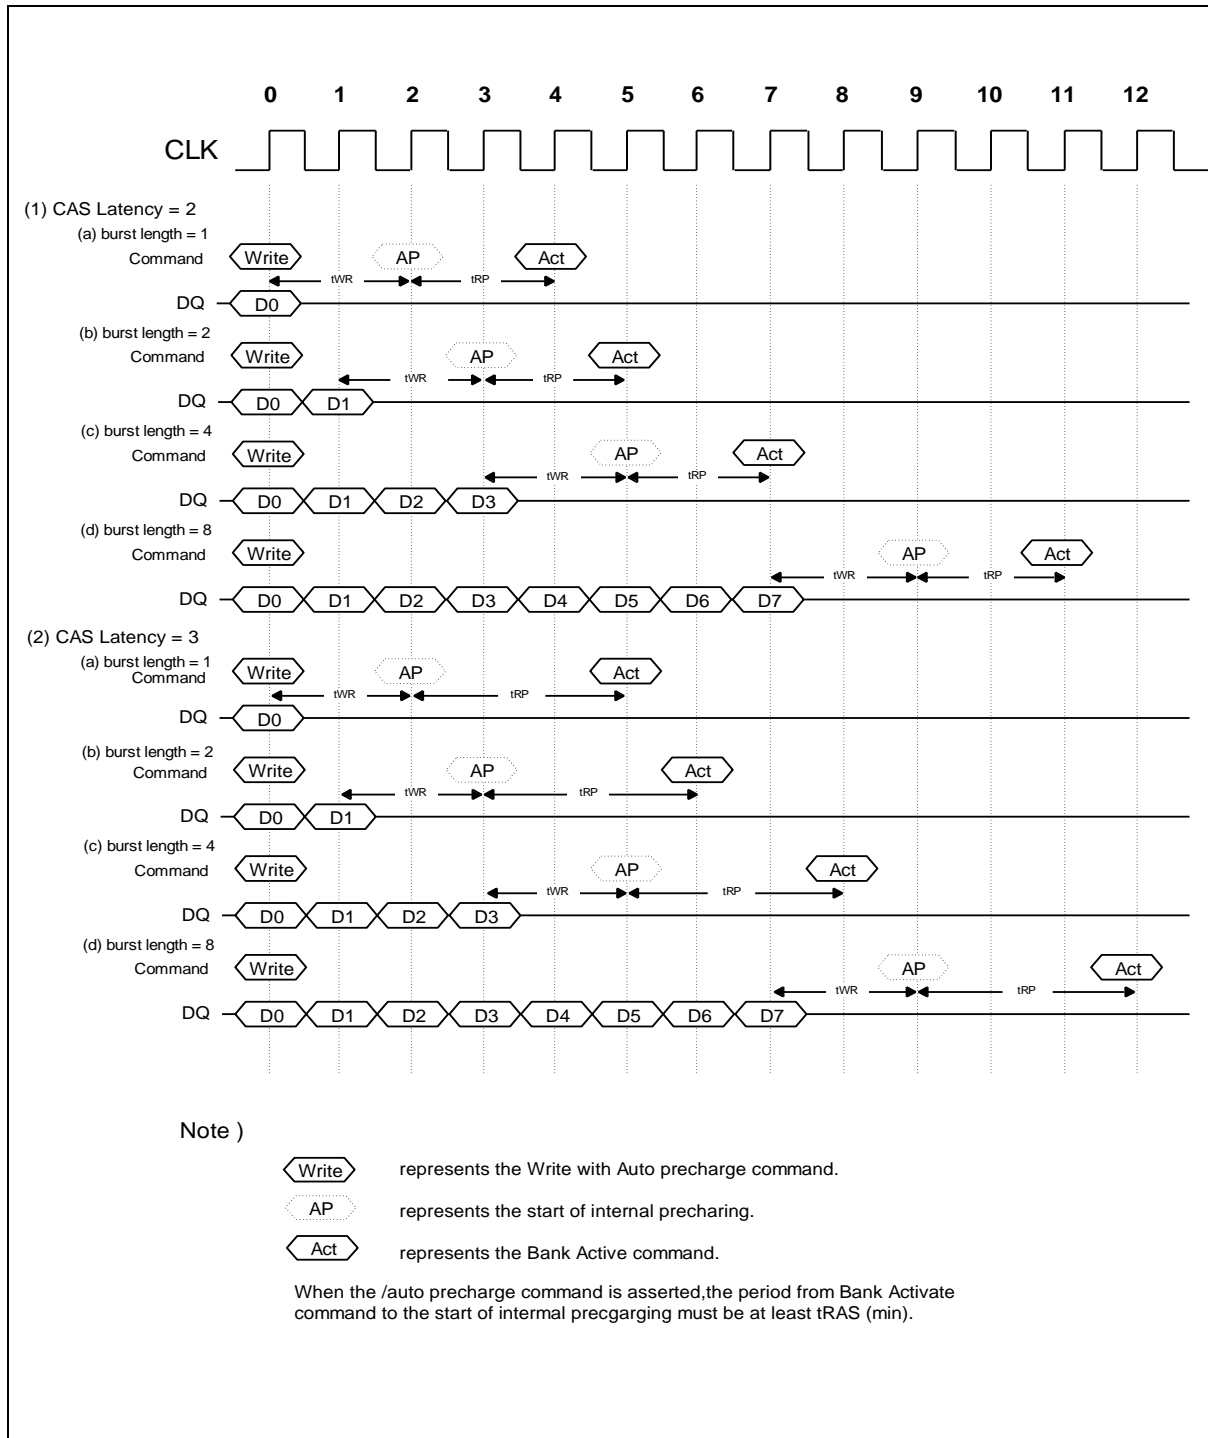 0 1 2 3 4 5 6 7 8 9 10 11 12
CLK
(1) CAS Latency = 2
(a) burst length = 1
Command Write AP Act
tWR tRP
DQ D0
(b) burst length = 2
Command Write AP Act
tWR tRP
DQ D0 D1
(c) burst length = 4
Command Write AP Act
tWR tRP
DQ D0 D1 D2 D3
(d) burst length = 8
Command Write AP Act
tWR tRP
DQ D0 D1 D2 D3 D4 D5 D6 D7
(2) CAS Latency = 3
(a) burst length = 1
Command Write AP Act
tWR tRP
DQ D0
(b) burst length = 2
Command Write AP Act
tWR tRP
DQ D0 D1
(c) burst length = 4
Command Write AP Act
tWR tRP
DQ D0 D1 D2 D3
(d) burst length = 8
Command Write AP Act
tWR tRP
DQ D0 D1 D2 D3 D4 D5 D6 D7
Note )
Write represents the Write with Auto precharge command.
AP represents the start of internal precharing.
Act represents the Bank Active command.
When the /auto precharge command is asserted,the period from Bank Activate
command to the start of intermal precgarging must be at least tRAS (min).